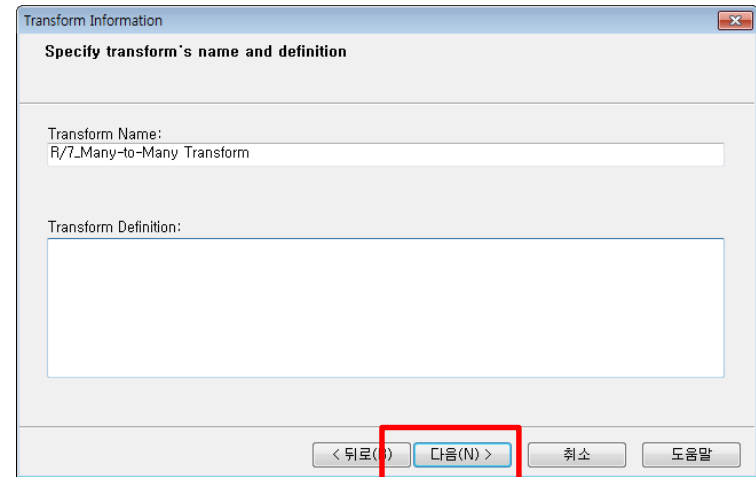 Transform Information
Specify transform's name and definition
Transform Name:
R/7_Many-to-Many Transform
Transform Definition:
< 뒤로( ) 다음(N) > 취소 도움말